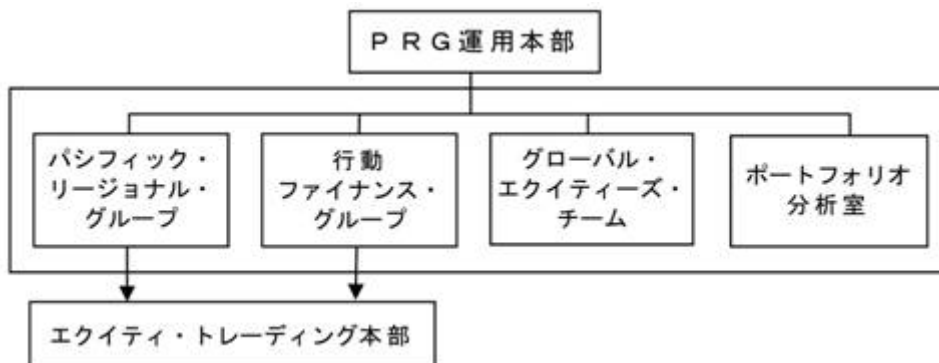 ＰＲＧ運用本部
パシフィック・
リージョナル・
グループ
行動
ファイナンス・
グループ
グローバル・
エクイティーズ・
チーム
ポートフォリオ
分析室
エクイティ・トレーディング本部